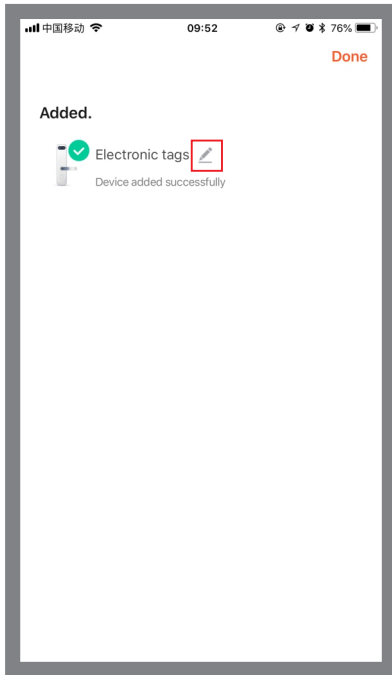 中国移动 09:52 76%
Done
Added.
Electronic tags
Device added successfully